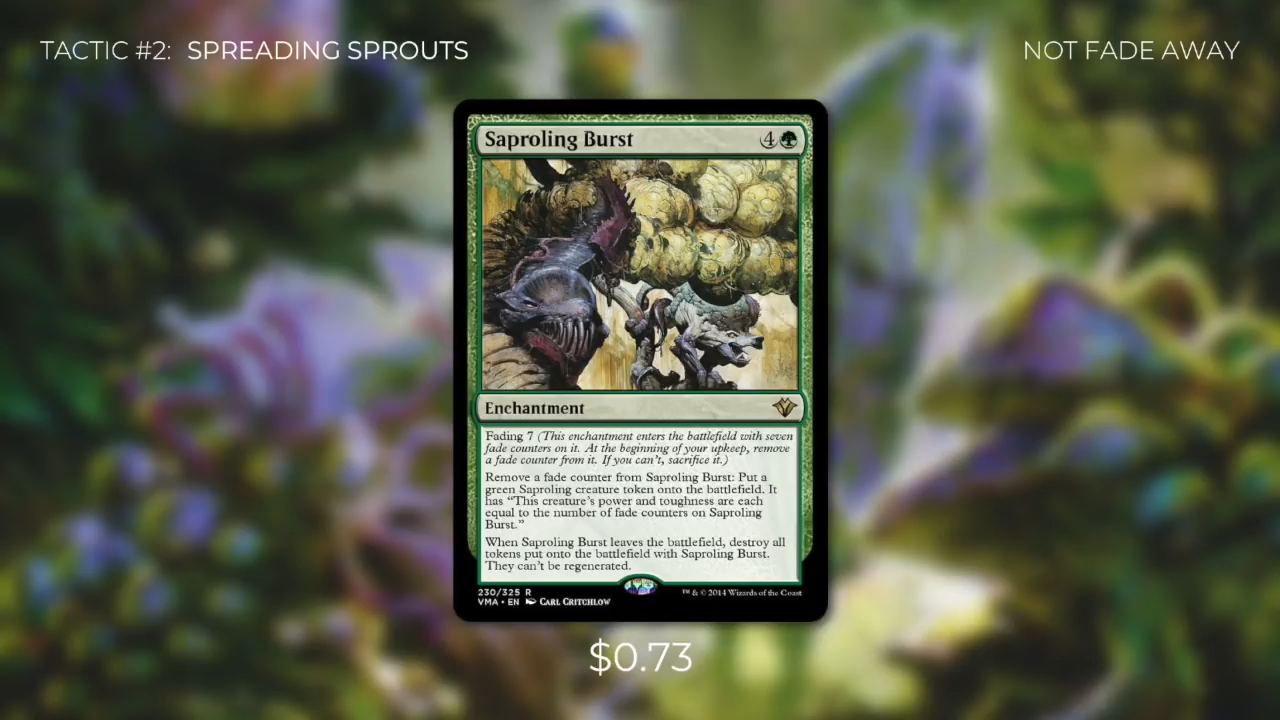 TACTIC #2: SPREADING SPROUTS
NOT FADE AWAY
Saproling Burst
4
Enchantment
Fading 7 (This enchantment enters the battlefield with seven
fade counters on it. At the beginning of your upkeep, remove
a fade counter from it. If you can't, sacrifice it.)
Remove a fade counter from Saproling Burst: Put a
green Saproling creature token onto the battlefield. It
has "This creature's power and toughness are each
equal to the number of fade counters on Saproling
Burst."
When Saproling Burst leaves the battlefield, destroy all
tokens put onto the battlefield with Saproling Burst.
They can't be regenerated.
230/325 R
VMA • EN CARL CRITCHLOW
™ & © 2014 Wizards of the Coast
$0.73